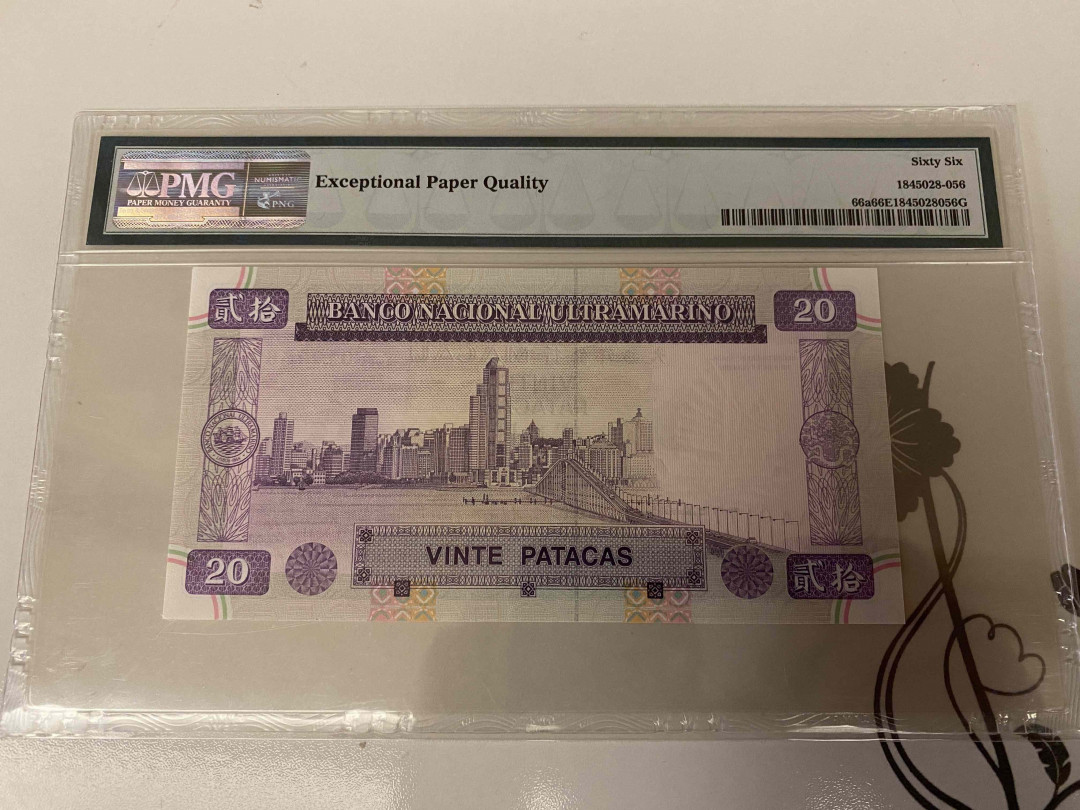 PMG
PAPER MONEY GUARANTY
NUMISMATIC
PNG
Exceptional Paper Quality
Sixty Six
1845028-056
66a66E1845028056G
貳拾
BANCO NACIONAL ULTRAMARINO
20
20
VINTE PATACAS
貳拾